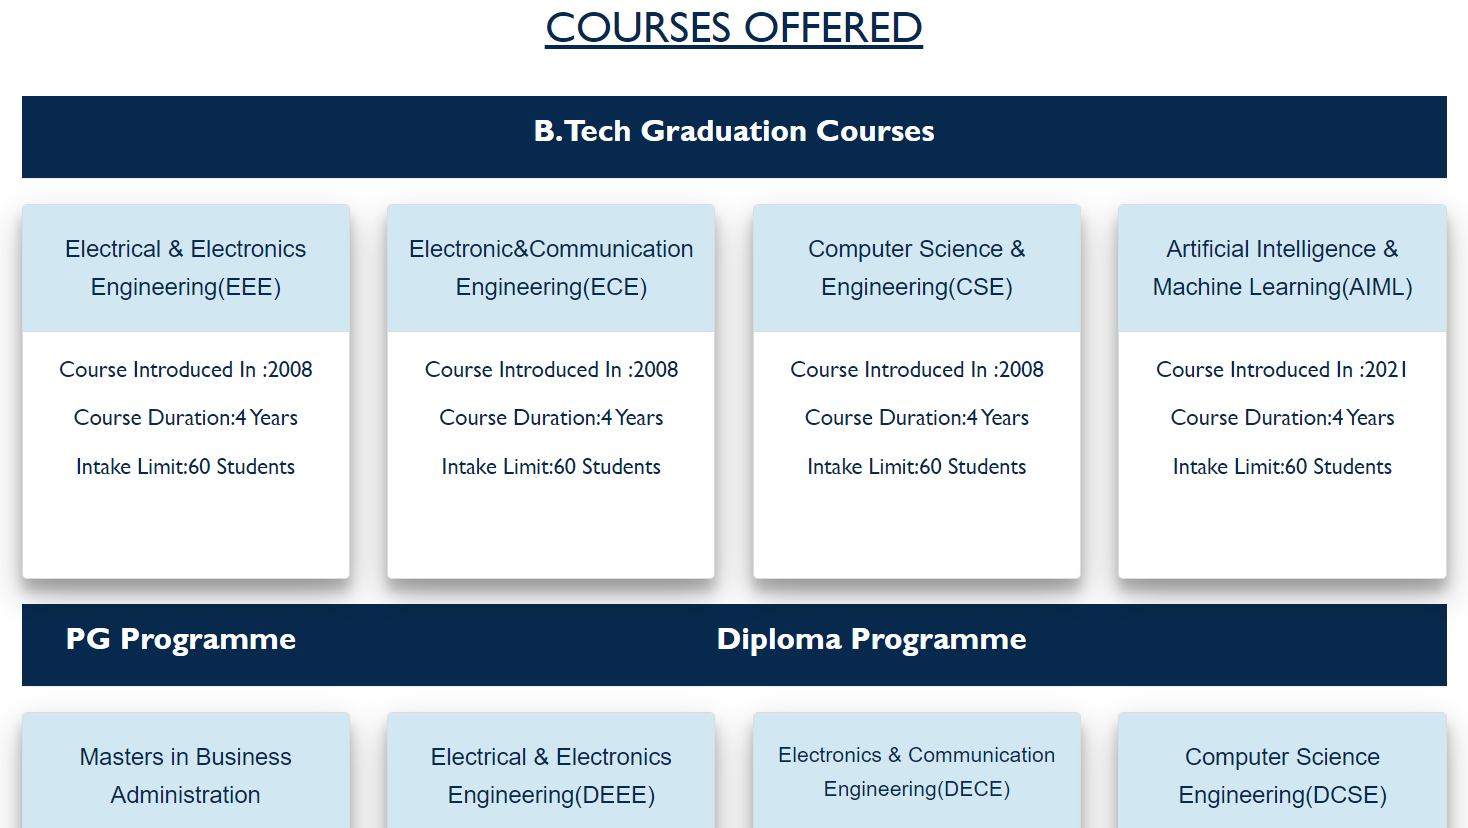 COURSES OFFERED
B.Tech Graduation Courses
Electrical & Electronics
Engineering(EEE)
Course Introduced In :2008
Course Duration:4 Years
Intake Limit:60 Students
Electronic&Communication
Engineering(ECE)
Course Introduced In :2008
Course Duration:4 Years
Intake Limit:60 Students
Computer Science &
Engineering(CSE)
Course Introduced In :2008
Course Duration:4 Years
Intake Limit:60 Students
Artificial Intelligence &
Machine Learning(AIML)
Course Introduced In :2021
Course Duration:4 Years
Intake Limit:60 Students
PG Programme
Diploma Programme
Masters in Business
Administration
Electrical & Electronics
Engineering(DEEE)
Electronics & Communication
Engineering(DECE)
Computer Science
Engineering(DCSE)